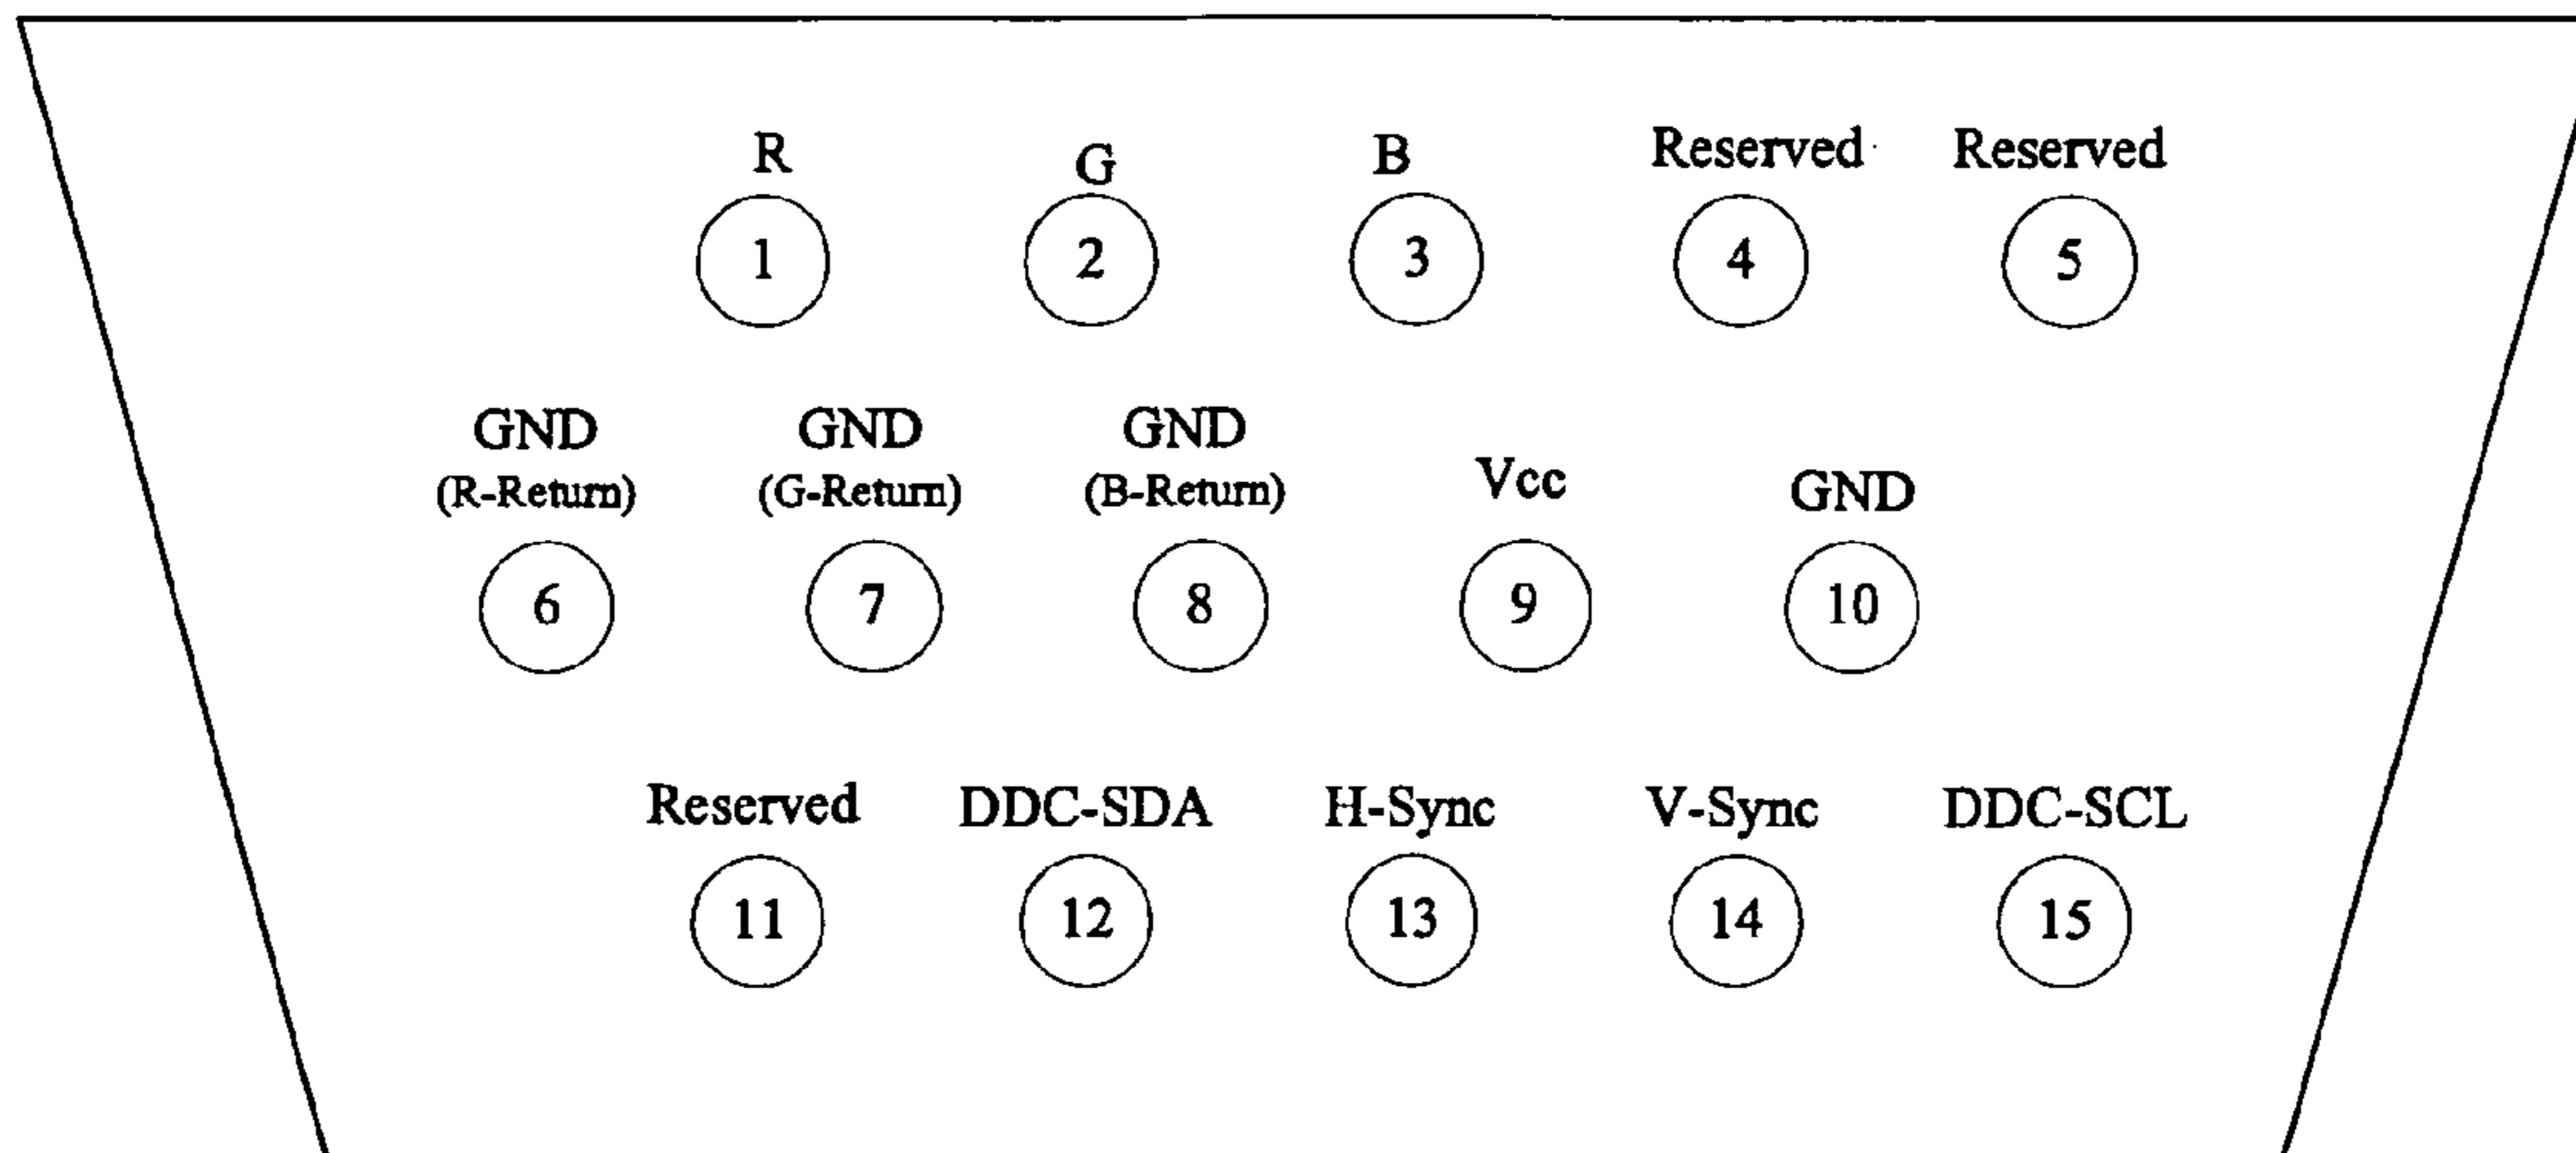 R G B Reserved Reserved
1 2 3 4 5
GND GND GND Vcc GND
(R-Return) (G-Return) (B-Return)
6 7 8 9 10
Reserved DDC-SDA H-Sync V-Sync DDC-SCL
11 12 13 14 15